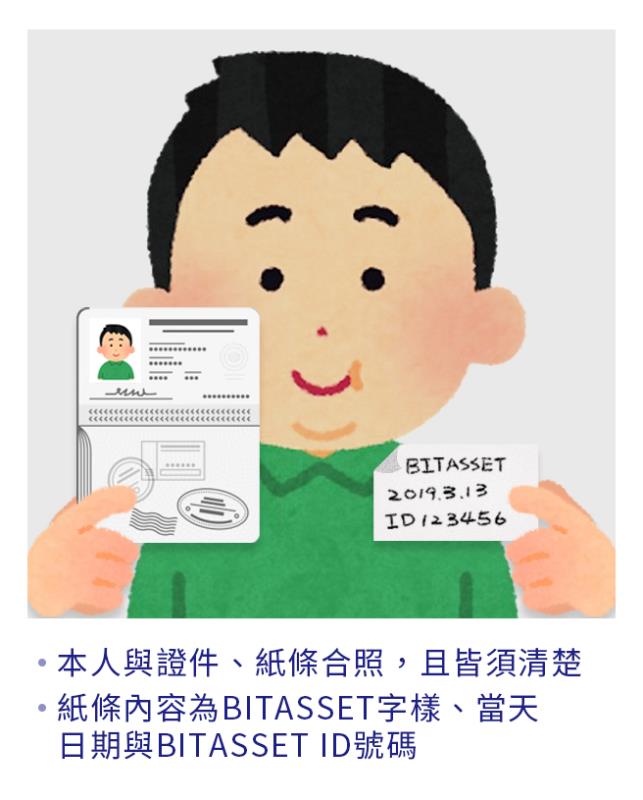 BITASSET
2019.3.13
ID123456
• 本人與證件、紙條合照，且皆須清楚
• 紙條內容為BITASSET字樣、當天
日期與BITASSET ID號碼